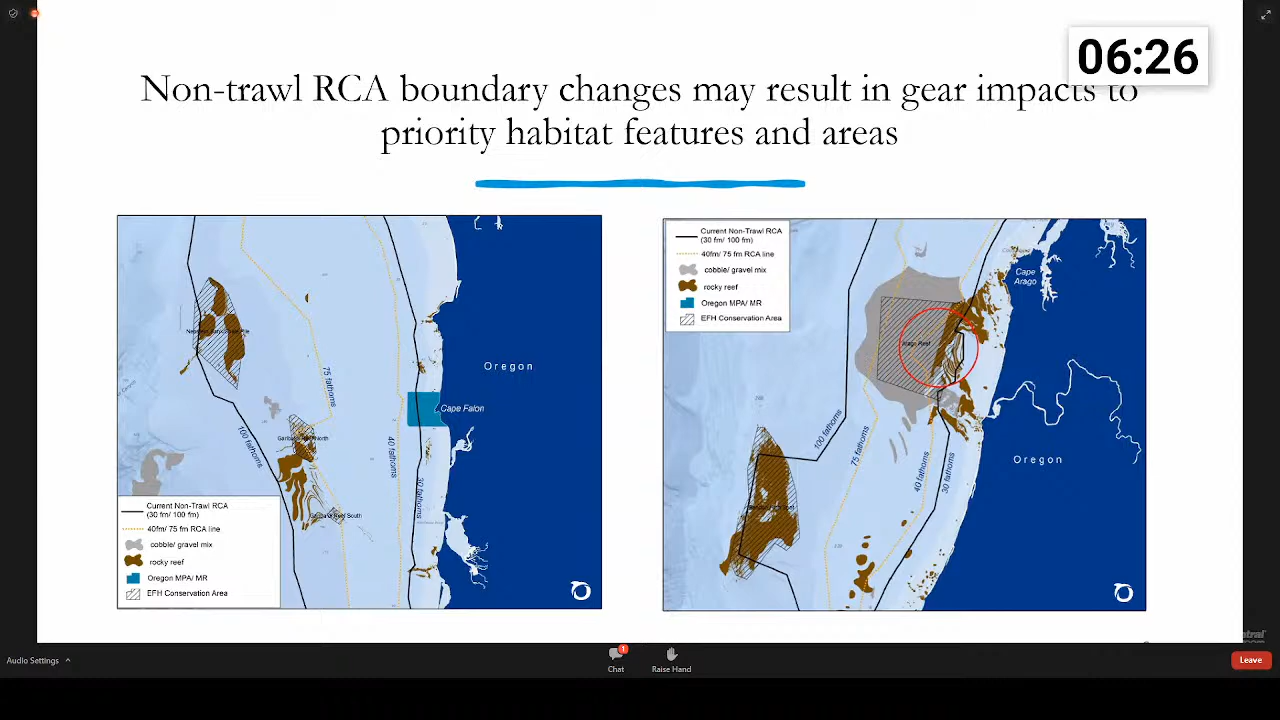 06:26
Non-trawl RCA boundary changes may result in gear impacts to
priority habitat features and areas
75 fathoms
100 fathoms
40 fathoms
30 fathoms
Oregon
Cape Falon
Current Non-Trawl RCA
(30 fm/ 100 fm)
40fm/ 75 fm RCA line
cobble/ gravel mix
rocky reef
Oregon MPA/ MR
EFH Conservation Area
Current Non-Trawl RCA
(30 fm/ 100 fm)
40fm/ 75 fm RCA line
cobble/ gravel mix
rocky reef
Oregon MPA/ MR
EFH Conservation Area
Cape
Arago
Arago Reef
100 fathoms
75 fathoms
40 fathoms
30 fathoms
Oregon
Audio Settings
Chat
1
Raise Hand
Leave